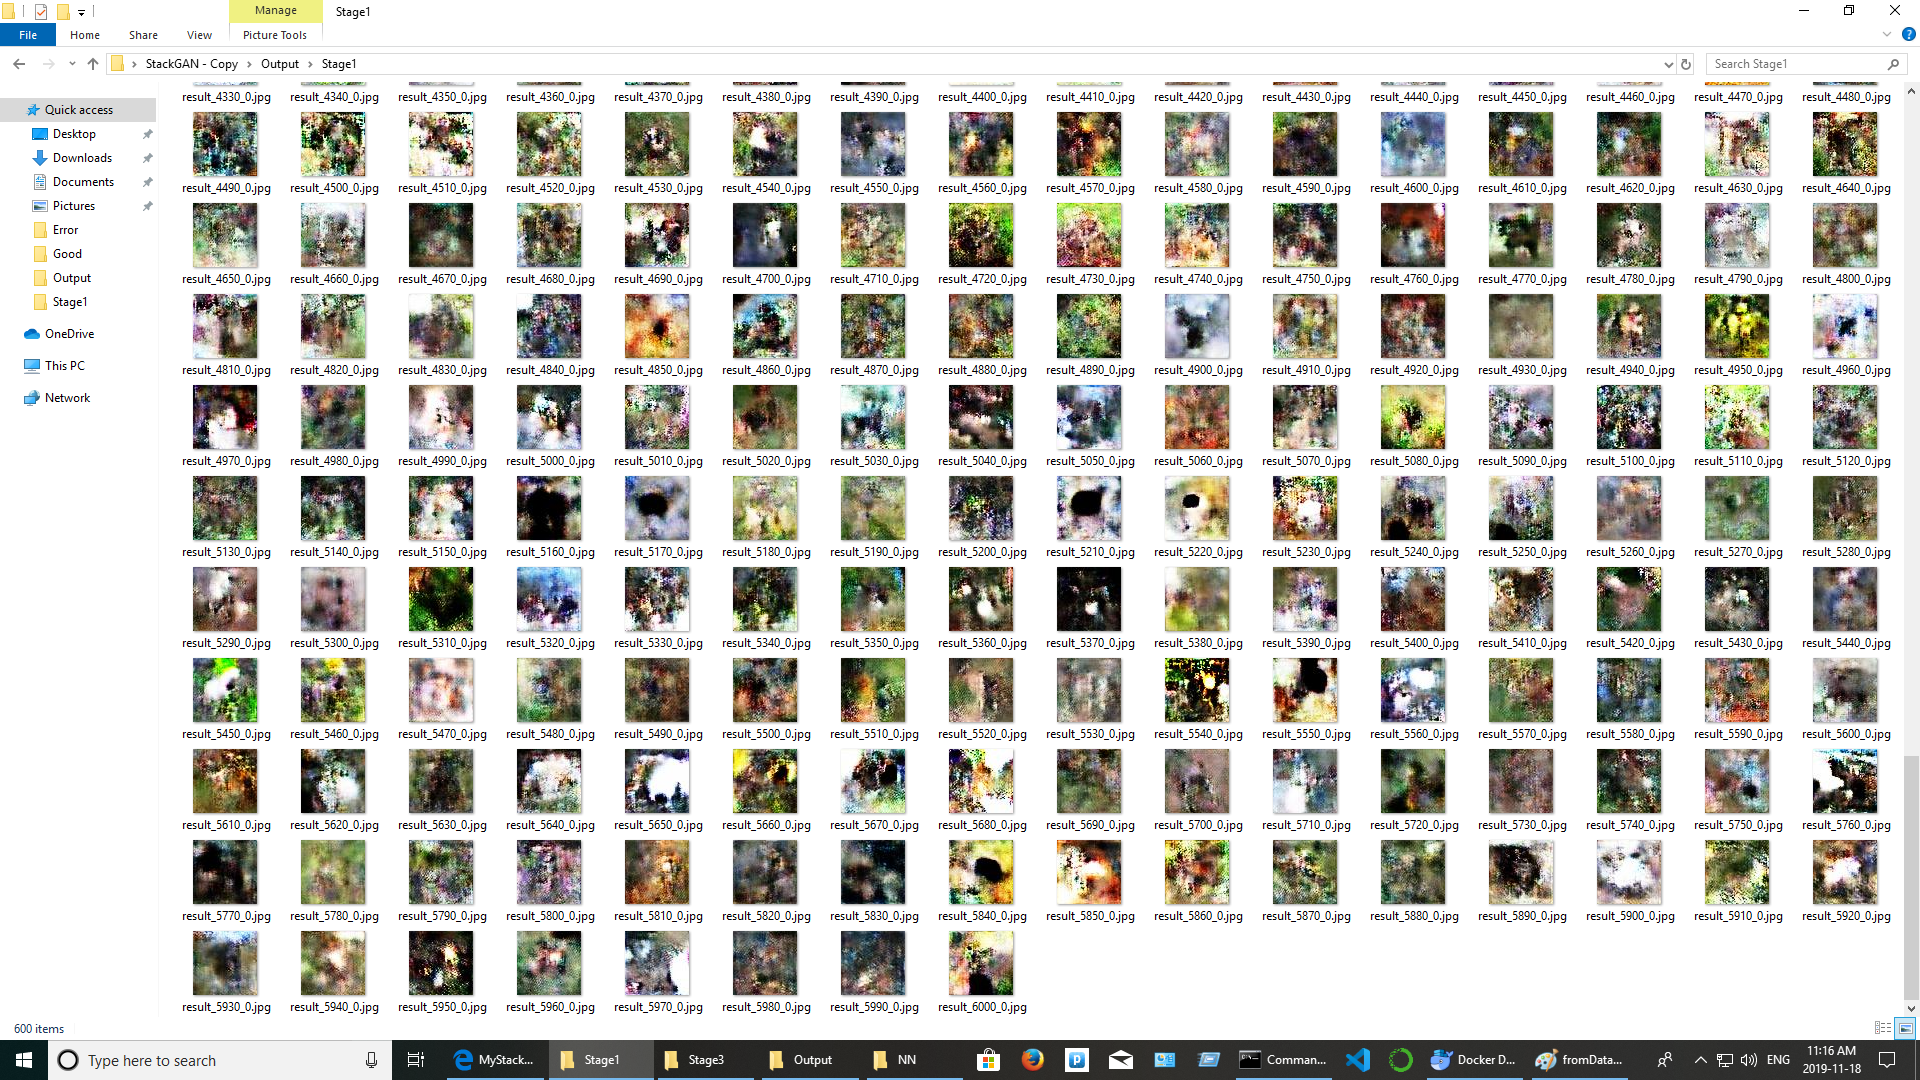 Manage
Stage1
File
Home
Share
View
Picture Tools
StackGAN - Copy
Output
Stage1
Search Stage1
Quick access
Desktop
Downloads
Documents
Pictures
Error
Good
Output
Stage1
OneDrive
This PC
Network
result_4330_0.jpg result_4340_0.jpg result_4350_0.jpg result_4360_0.jpg result_4370_0.jpg result_4380_0.jpg result_4390_0.jpg result_4400_0.jpg result_4410_0.jpg result_4420_0.jpg result_4430_0.jpg result_4440_0.jpg result_4450_0.jpg result_4460_0.jpg result_4470_0.jpg result_4480_0.jpg
result_4490_0.jpg result_4500_0.jpg result_4510_0.jpg result_4520_0.jpg result_4530_0.jpg result_4540_0.jpg result_4550_0.jpg result_4560_0.jpg result_4570_0.jpg result_4580_0.jpg result_4590_0.jpg result_4600_0.jpg result_4610_0.jpg result_4620_0.jpg result_4630_0.jpg result_4640_0.jpg
result_4650_0.jpg result_4660_0.jpg result_4670_0.jpg result_4680_0.jpg result_4690_0.jpg result_4700_0.jpg result_4710_0.jpg result_4720_0.jpg result_4730_0.jpg result_4740_0.jpg result_4750_0.jpg result_4760_0.jpg result_4770_0.jpg result_4780_0.jpg result_4790_0.jpg result_4800_0.jpg
result_4810_0.jpg result_4820_0.jpg result_4830_0.jpg result_4840_0.jpg result_4850_0.jpg result_4860_0.jpg result_4870_0.jpg result_4880_0.jpg result_4890_0.jpg result_4900_0.jpg result_4910_0.jpg result_4920_0.jpg result_4930_0.jpg result_4940_0.jpg result_4950_0.jpg result_4960_0.jpg
result_4970_0.jpg result_4980_0.jpg result_4990_0.jpg result_5000_0.jpg result_5010_0.jpg result_5020_0.jpg result_5030_0.jpg result_5040_0.jpg result_5050_0.jpg result_5060_0.jpg result_5070_0.jpg result_5080_0.jpg result_5090_0.jpg result_5100_0.jpg result_5110_0.jpg result_5120_0.jpg
result_5130_0.jpg result_5140_0.jpg result_5150_0.jpg result_5160_0.jpg result_5170_0.jpg result_5180_0.jpg result_5190_0.jpg result_5200_0.jpg result_5210_0.jpg result_5220_0.jpg result_5230_0.jpg result_5240_0.jpg result_5250_0.jpg result_5260_0.jpg result_5270_0.jpg result_5280_0.jpg
result_5290_0.jpg result_5300_0.jpg result_5310_0.jpg result_5320_0.jpg result_5330_0.jpg result_5340_0.jpg result_5350_0.jpg result_5360_0.jpg result_5370_0.jpg result_5380_0.jpg result_5390_0.jpg result_5400_0.jpg result_5410_0.jpg result_5420_0.jpg result_5430_0.jpg result_5440_0.jpg
result_5450_0.jpg result_5460_0.jpg result_5470_0.jpg result_5480_0.jpg result_5490_0.jpg result_5500_0.jpg result_5510_0.jpg result_5520_0.jpg result_5530_0.jpg result_5540_0.jpg result_5550_0.jpg result_5560_0.jpg result_5570_0.jpg result_5580_0.jpg result_5590_0.jpg result_5600_0.jpg
result_5610_0.jpg result_5620_0.jpg result_5630_0.jpg result_5640_0.jpg result_5650_0.jpg result_5660_0.jpg result_5670_0.jpg result_5680_0.jpg result_5690_0.jpg result_5700_0.jpg result_5710_0.jpg result_5720_0.jpg result_5730_0.jpg result_5740_0.jpg result_5750_0.jpg result_5760_0.jpg
result_5770_0.jpg result_5780_0.jpg result_5790_0.jpg result_5800_0.jpg result_5810_0.jpg result_5820_0.jpg result_5830_0.jpg result_5840_0.jpg result_5850_0.jpg result_5860_0.jpg result_5870_0.jpg result_5880_0.jpg result_5890_0.jpg result_5900_0.jpg result_5910_0.jpg result_5920_0.jpg
result_5930_0.jpg result_5940_0.jpg result_5950_0.jpg result_5960_0.jpg result_5970_0.jpg result_5980_0.jpg result_5990_0.jpg result_6000_0.jpg
600 items
Type here to search
MyStack...
Stage1
Stage3
Output
NN
Comman...
Docker D...
fromData...
ENG
11:16 AM
2019-11-18